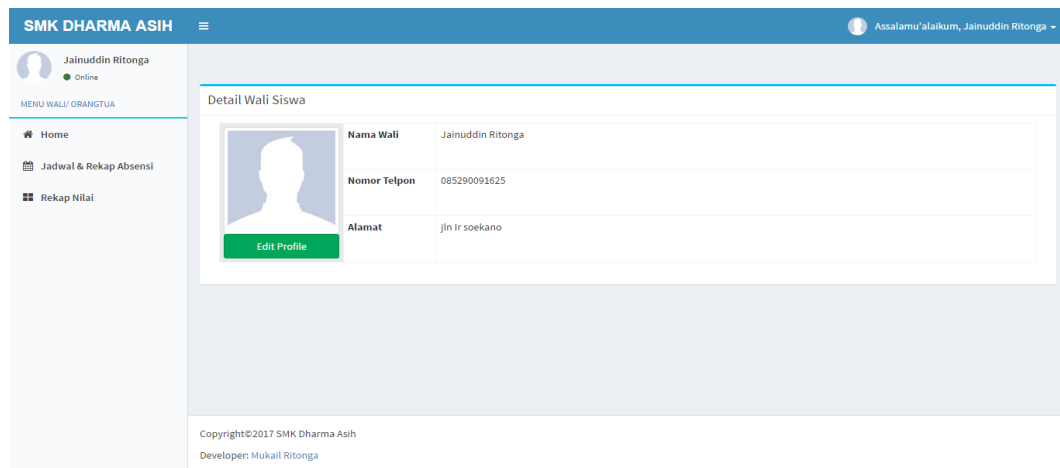 SMK DHARMA ASIH
Assalamu'alaikum, Jainuddin Ritonga
Jainuddin Ritonga
Online
MENU WALI/ ORANGTUA
Home
Jadwal & Rekap Absensi
Rekap Nilai
Detail Wali Siswa
Nama Wali Jainuddin Ritonga
Nomor Telpon 085290091625
Alamat jln Ir soekano
Edit Profile
Copyright©2017 SMK Dharma Asih
Developer: Mukail Ritonga